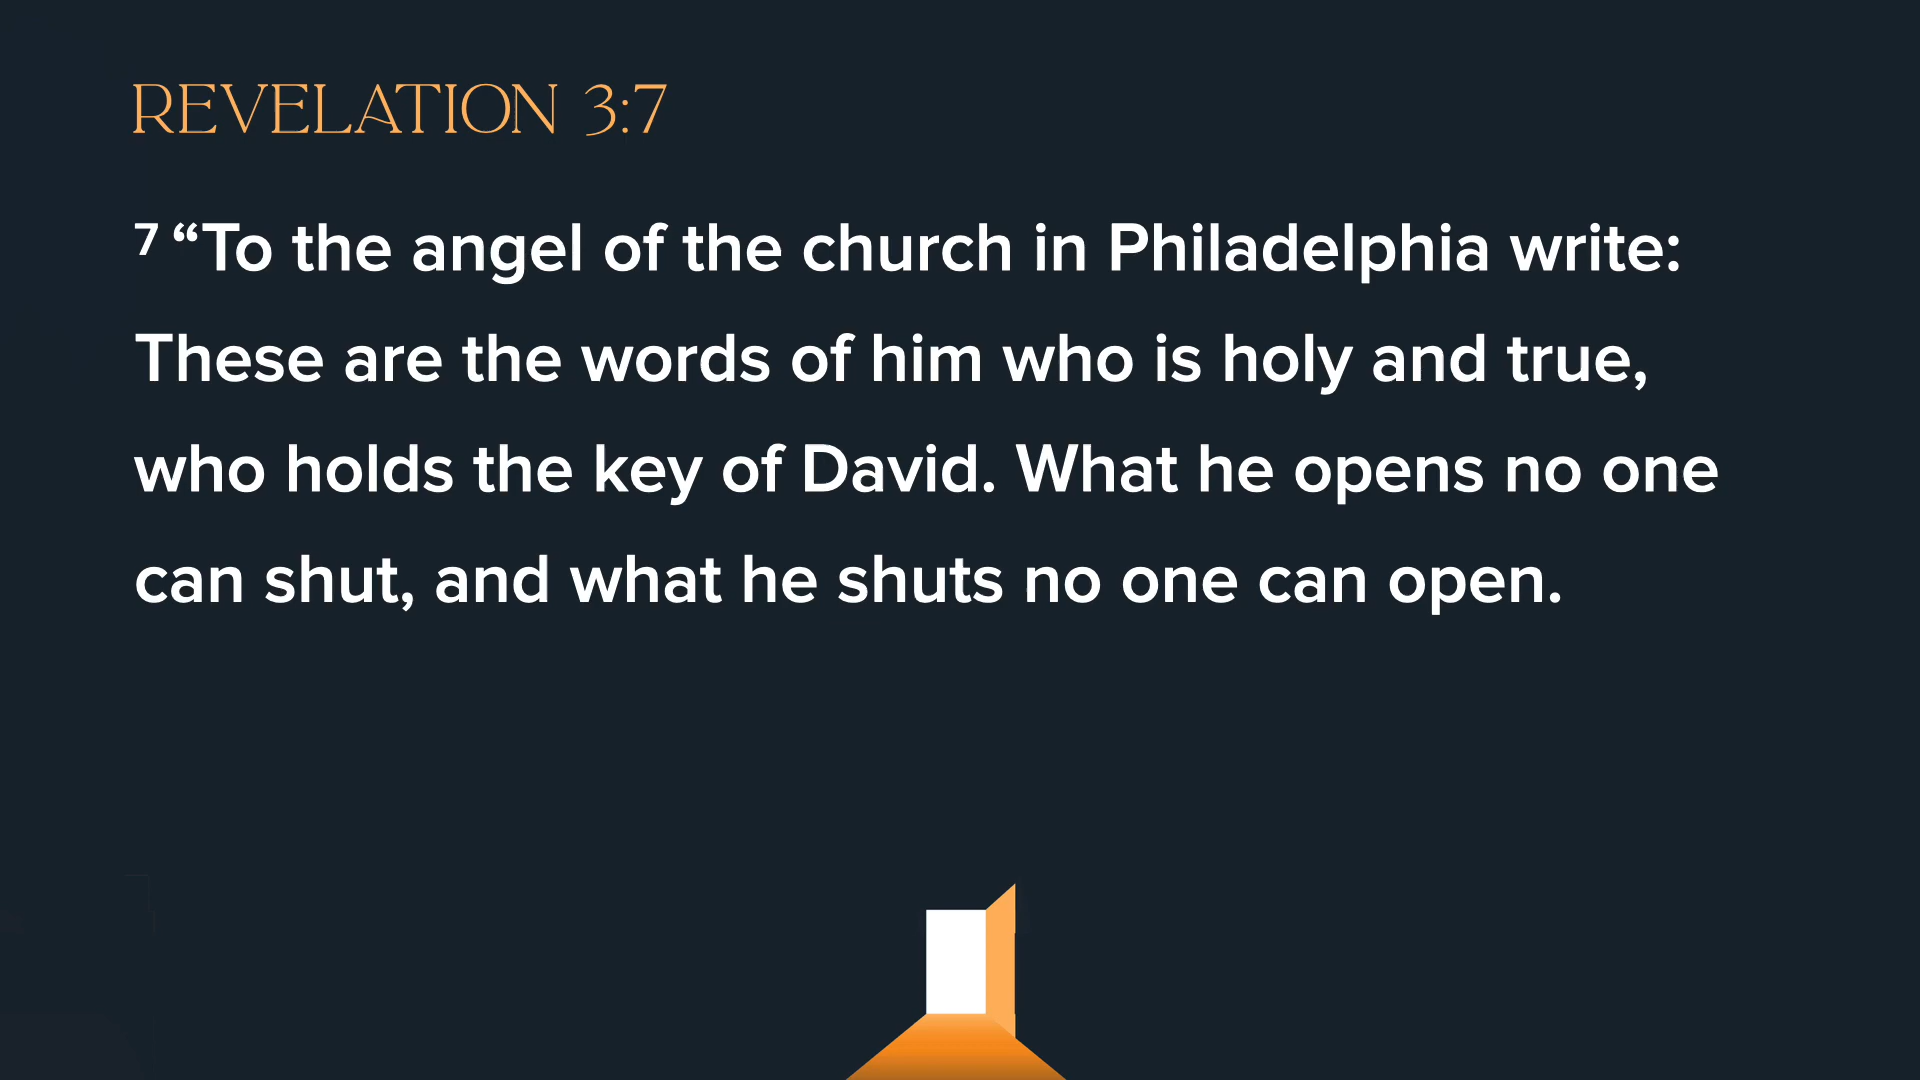 REVELATION 3:7
⁷ “To the angel of the church in Philadelphia write:
These are the words of him who is holy and true,
who holds the key of David. What he opens no one
can shut, and what he shuts no one can open.